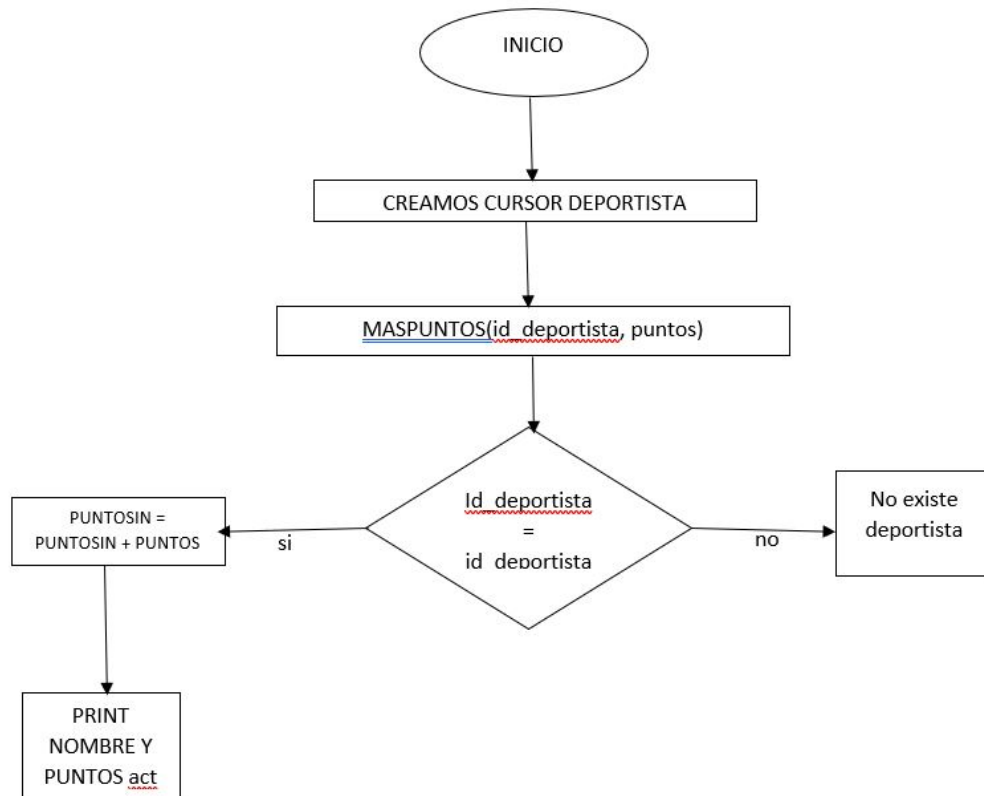 INICIO
CREAMOS CURSOR DEPORTISTA
MASPUNTOS(id_deportista, puntos)
Id_deportista
=
id_deportista
si
no
No existe
deportista
PUNTOSIN =
PUNTOSIN + PUNTOS
PRINT
NOMBRE Y
PUNTOS act